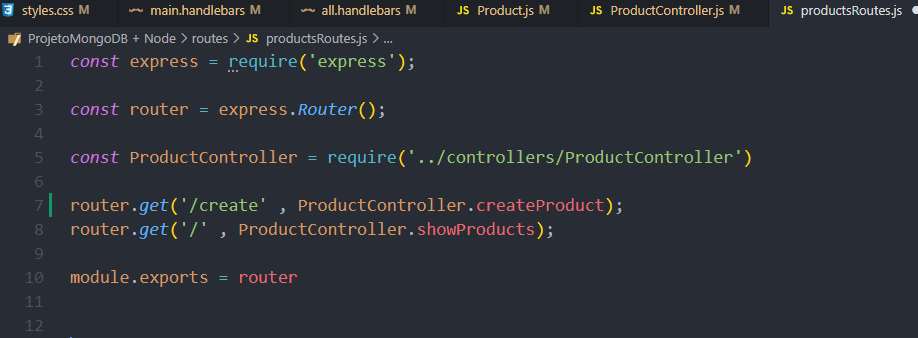 styles.css M main.handlebars M all.handlebars M JS Product.js M JS ProductController.js M JS productsRoutes.js
ProjetoMongoDB + Node > routes > JS productsRoutes.js > ...
1 const express = require('express');
2
3 const router = express.Router();
4
5 const ProductController = require('../controllers/ProductController')
6
7 router.get('/create' , ProductController.createProduct);
8 router.get('/' , ProductController.showProducts);
9
10 module.exports = router
11
12